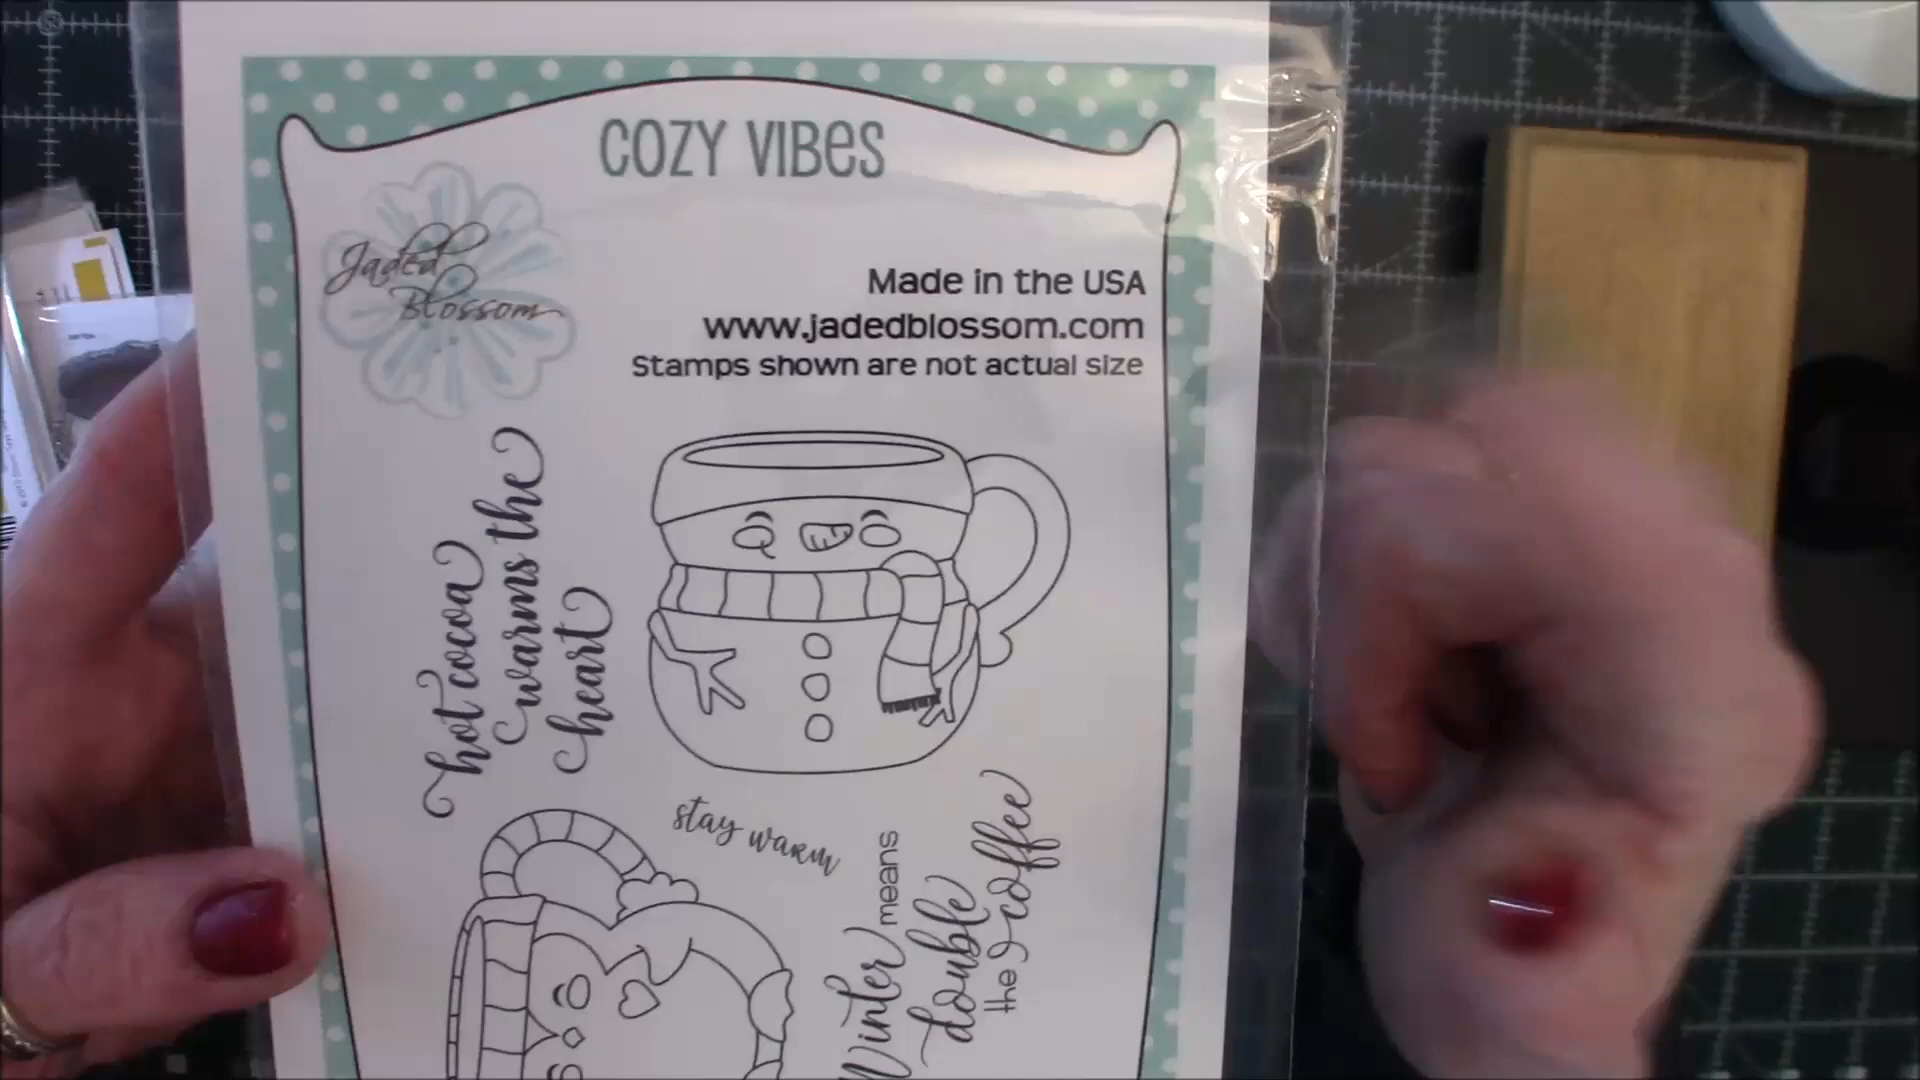 COZY VIBES
Jaded
Blossom
Made in the USA
www.jadedblossom.com
Stamps shown are not actual size
hot cocoa
warms the
heart
stay warm
Winter means
double
the coffee